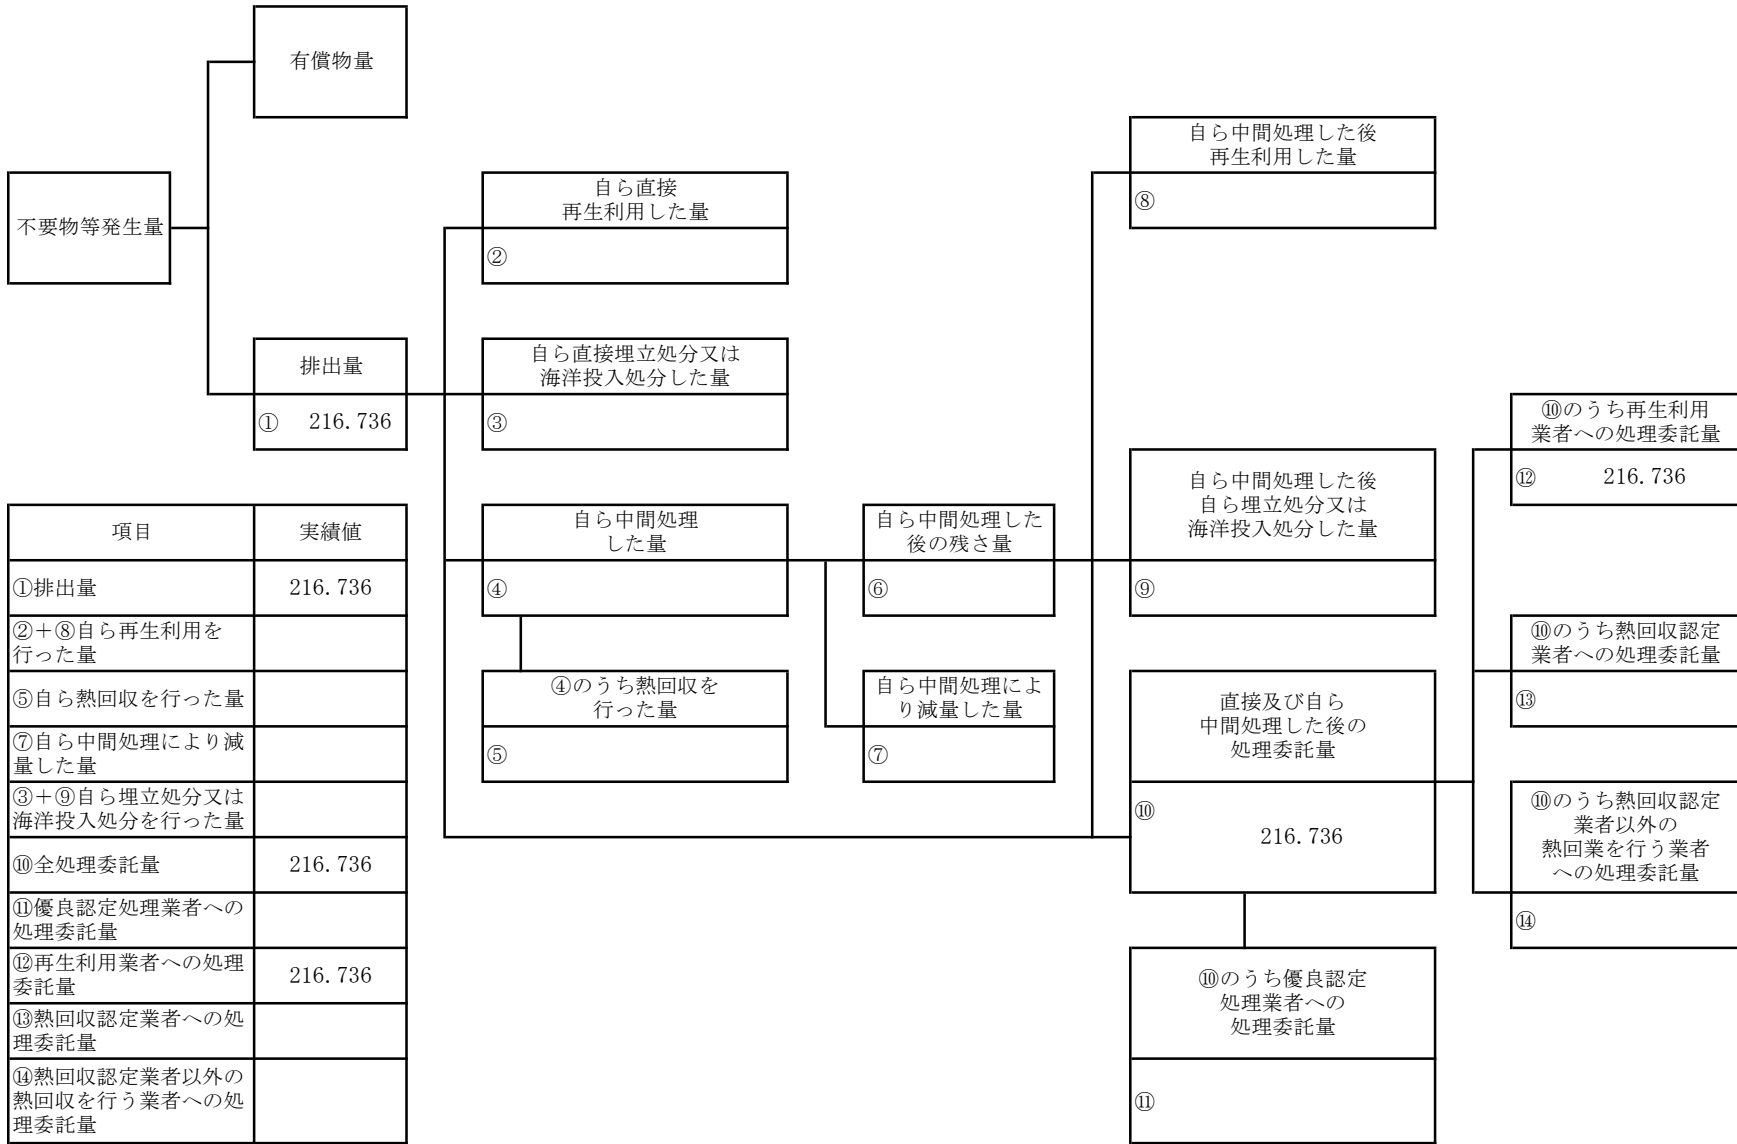 有償物量
不要物等発生量
自ら直接
再生利用した量
②
自ら中間処理した後
再生利用した量
⑧
排出量
① 216.736
自ら直接埋立処分又は
海洋投入処分した量
③
自ら中間処理
した量
④
自ら中間処理した
後の残さ量
⑥
自ら中間処理した後
自ら埋立処分又は
海洋投入処分した量
⑨
⑩のうち再生利用
業者への処理委託量
⑫ 216.736
④のうち熱回収を
行った量
⑤
自ら中間処理によ
り減量した量
⑦
直接及び自ら
中間処理した後の
処理委託量
⑩
216.736
⑩のうち熱回収認定
業者への処理委託量
⑬
⑩のうち熱回収認定
業者以外の
熱回業を行う業者
への処理委託量
⑭
⑩のうち優良認定
処理業者への
処理委託量
⑪
項目 実績値
①排出量 216.736
②＋⑧自ら再生利用を
行った量
⑤自ら熱回収を行った量
⑦自ら中間処理により減
量した量
③＋⑨自ら埋立処分又は
海洋投入処分を行った量
⑩全処理委託量 216.736
⑪優良認定処理業者への
処理委託量
⑫再生利用業者への処理
委託量 216.736
⑬熱回収認定業者への処
理委託量
⑭熱回収認定業者以外の
熱回収を行う業者への処
理委託量